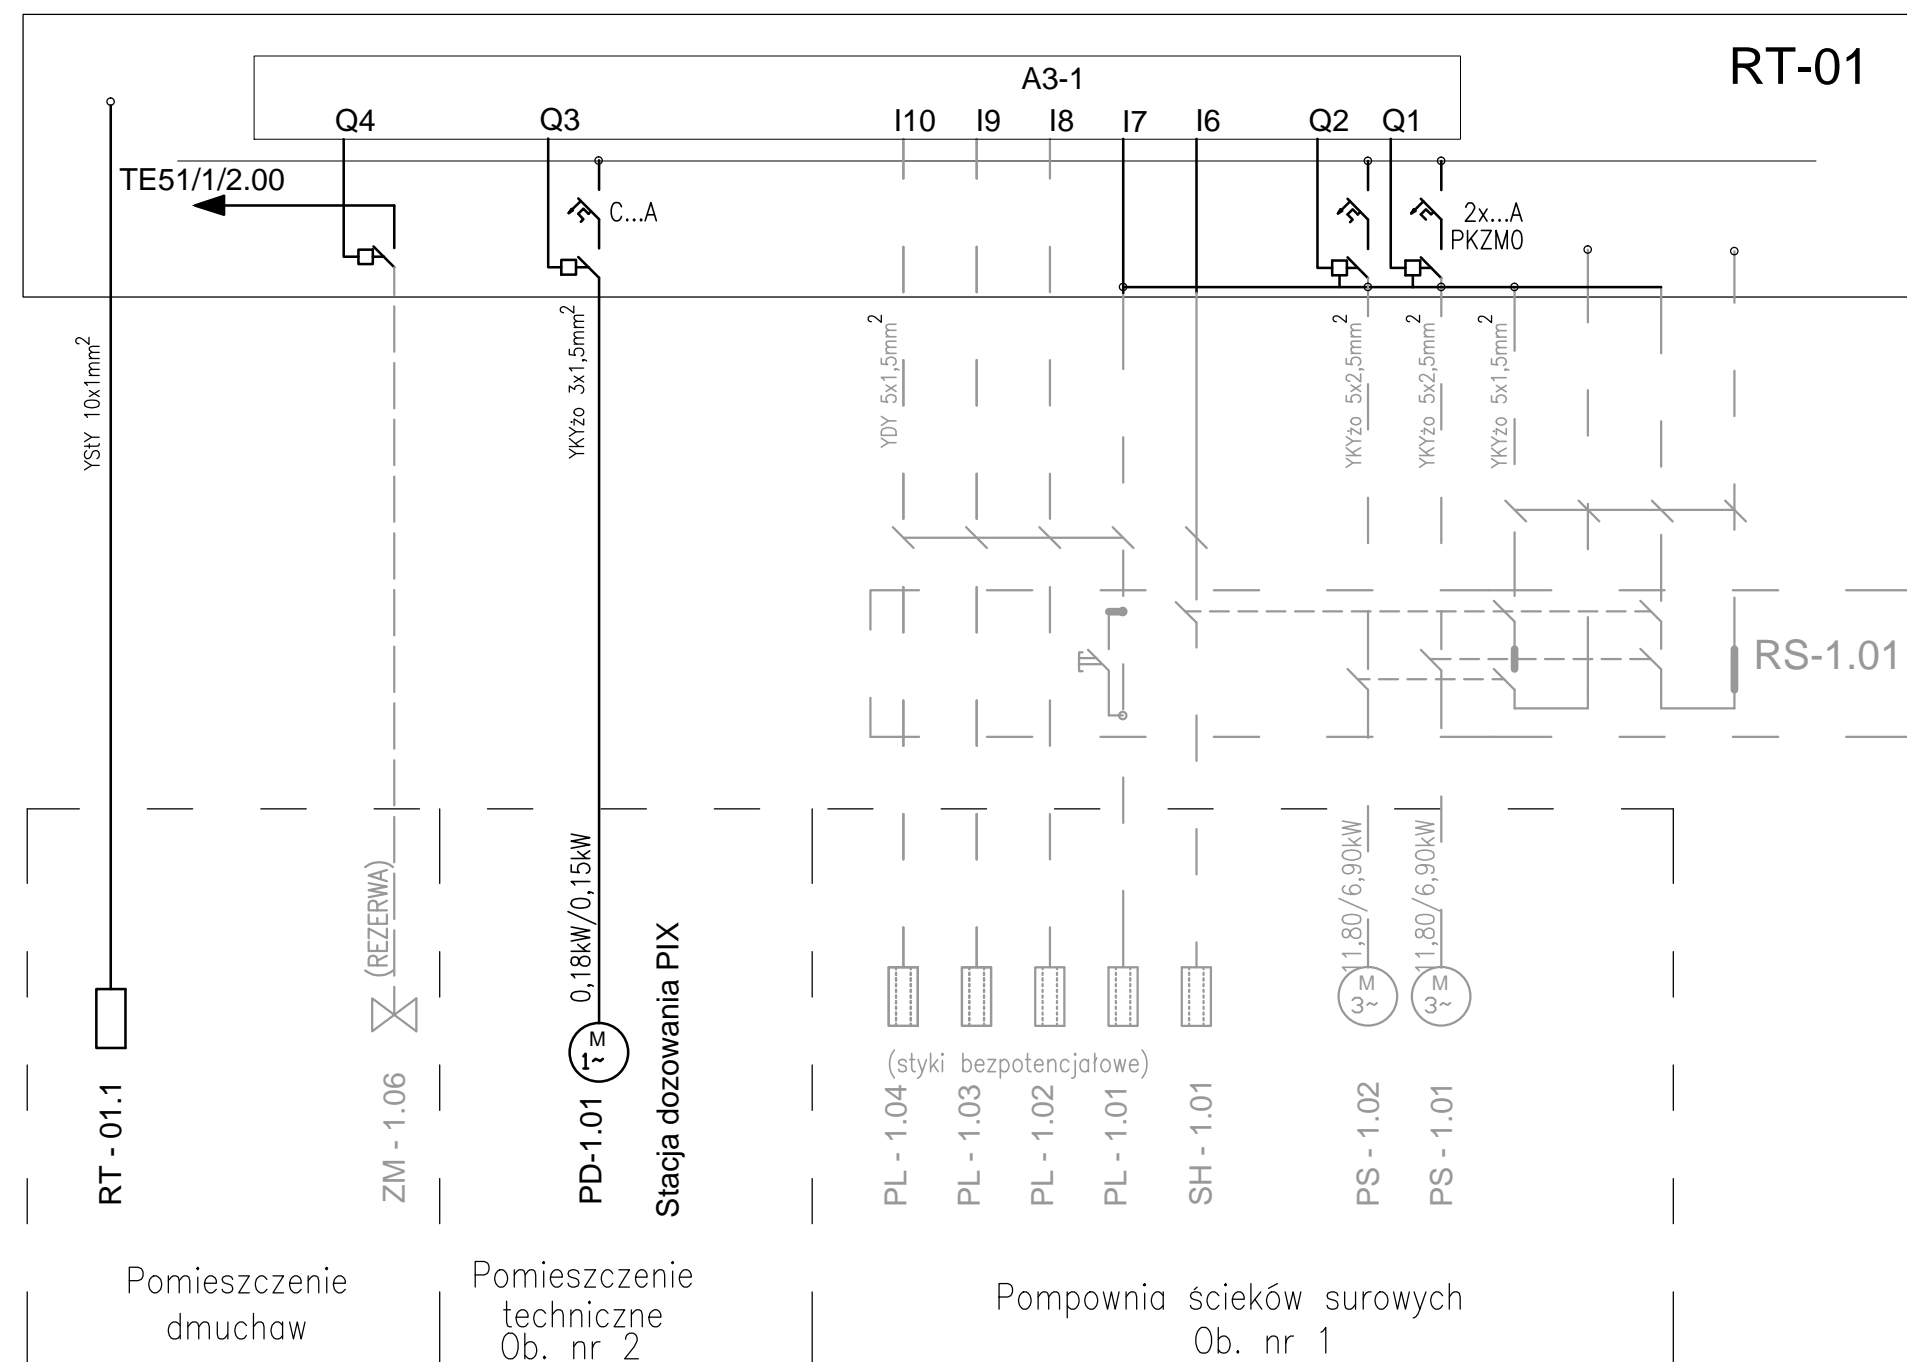 RT-01
A3-1
Q4
Q3
I10
I9
I8
I7
I6
Q2
Q1
TE51/1/2.00
C...A
2x...A
PKZM0
YStY 10x1mm²
YKYżo 3x1,5mm²
YDY 5x1,5mm²
YKYżo 5x2,5mm²
YKYżo 5x2,5mm²
YKYżo 5x1,5mm²
RS-1.01
(REZERWA)
0,18kW/0,15kW
11,80/6,90kW
11,80/6,90kW
M
1~
M
3~
M
3~
(styki bezpotencjałowe)
RT - 01.1
ZM - 1.06
PD-1.01
Stacja dozowania PIX
PL - 1.04
PL - 1.03
PL - 1.02
PL - 1.01
SH - 1.01
PS - 1.02
PS - 1.01
Pomieszczenie
dmuchaw
Pomieszczenie
techniczne
Ob. nr 2
Pompownia ścieków surowych
Ob. nr 1